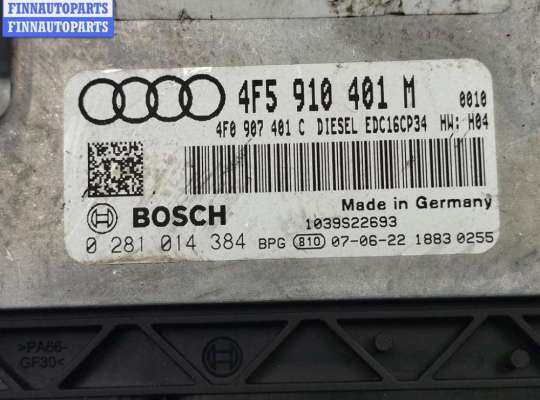 FINNAUTOPARTS
FINNAUTOPARTS
4F5 910 401 M 0010
4F0 907 401 C DIESEL EDC16CP34 HW: H04
Made in Germany
BOSCH 1039S22693
0 281 014 384 BPG 810 07-06-22 1883 0255
>PA66-
GF30<